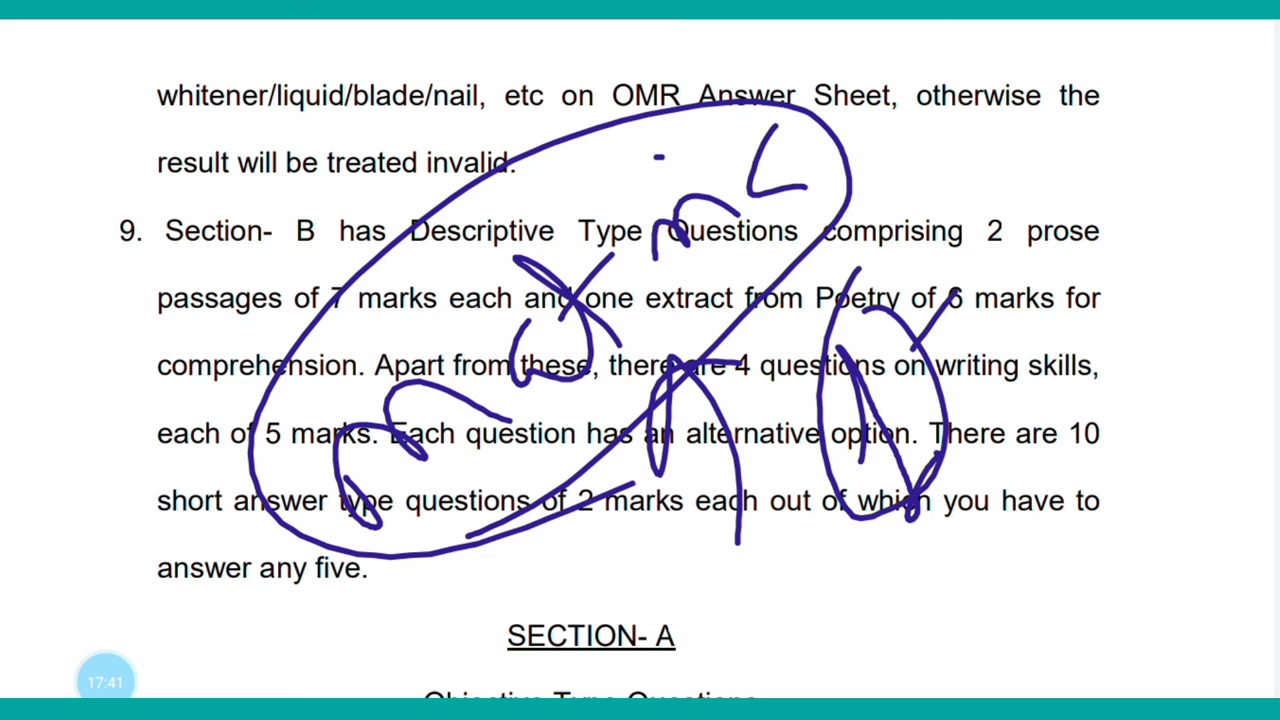 whitener/liquid/blade/nail, etc on OMR Answer Sheet, otherwise the
result will be treated invalid.
9. Section- B has Descriptive Type Questions comprising 2 prose
passages of 7 marks each and one extract from Poetry of 6 marks for
comprehension. Apart from these, there are 4 questions on writing skills,
each of 5 marks. Each question has an alternative option. There are 10
short answer type questions of 2 marks each out of which you have to
answer any five.
SECTION- A
Objective Type Questions
17:41